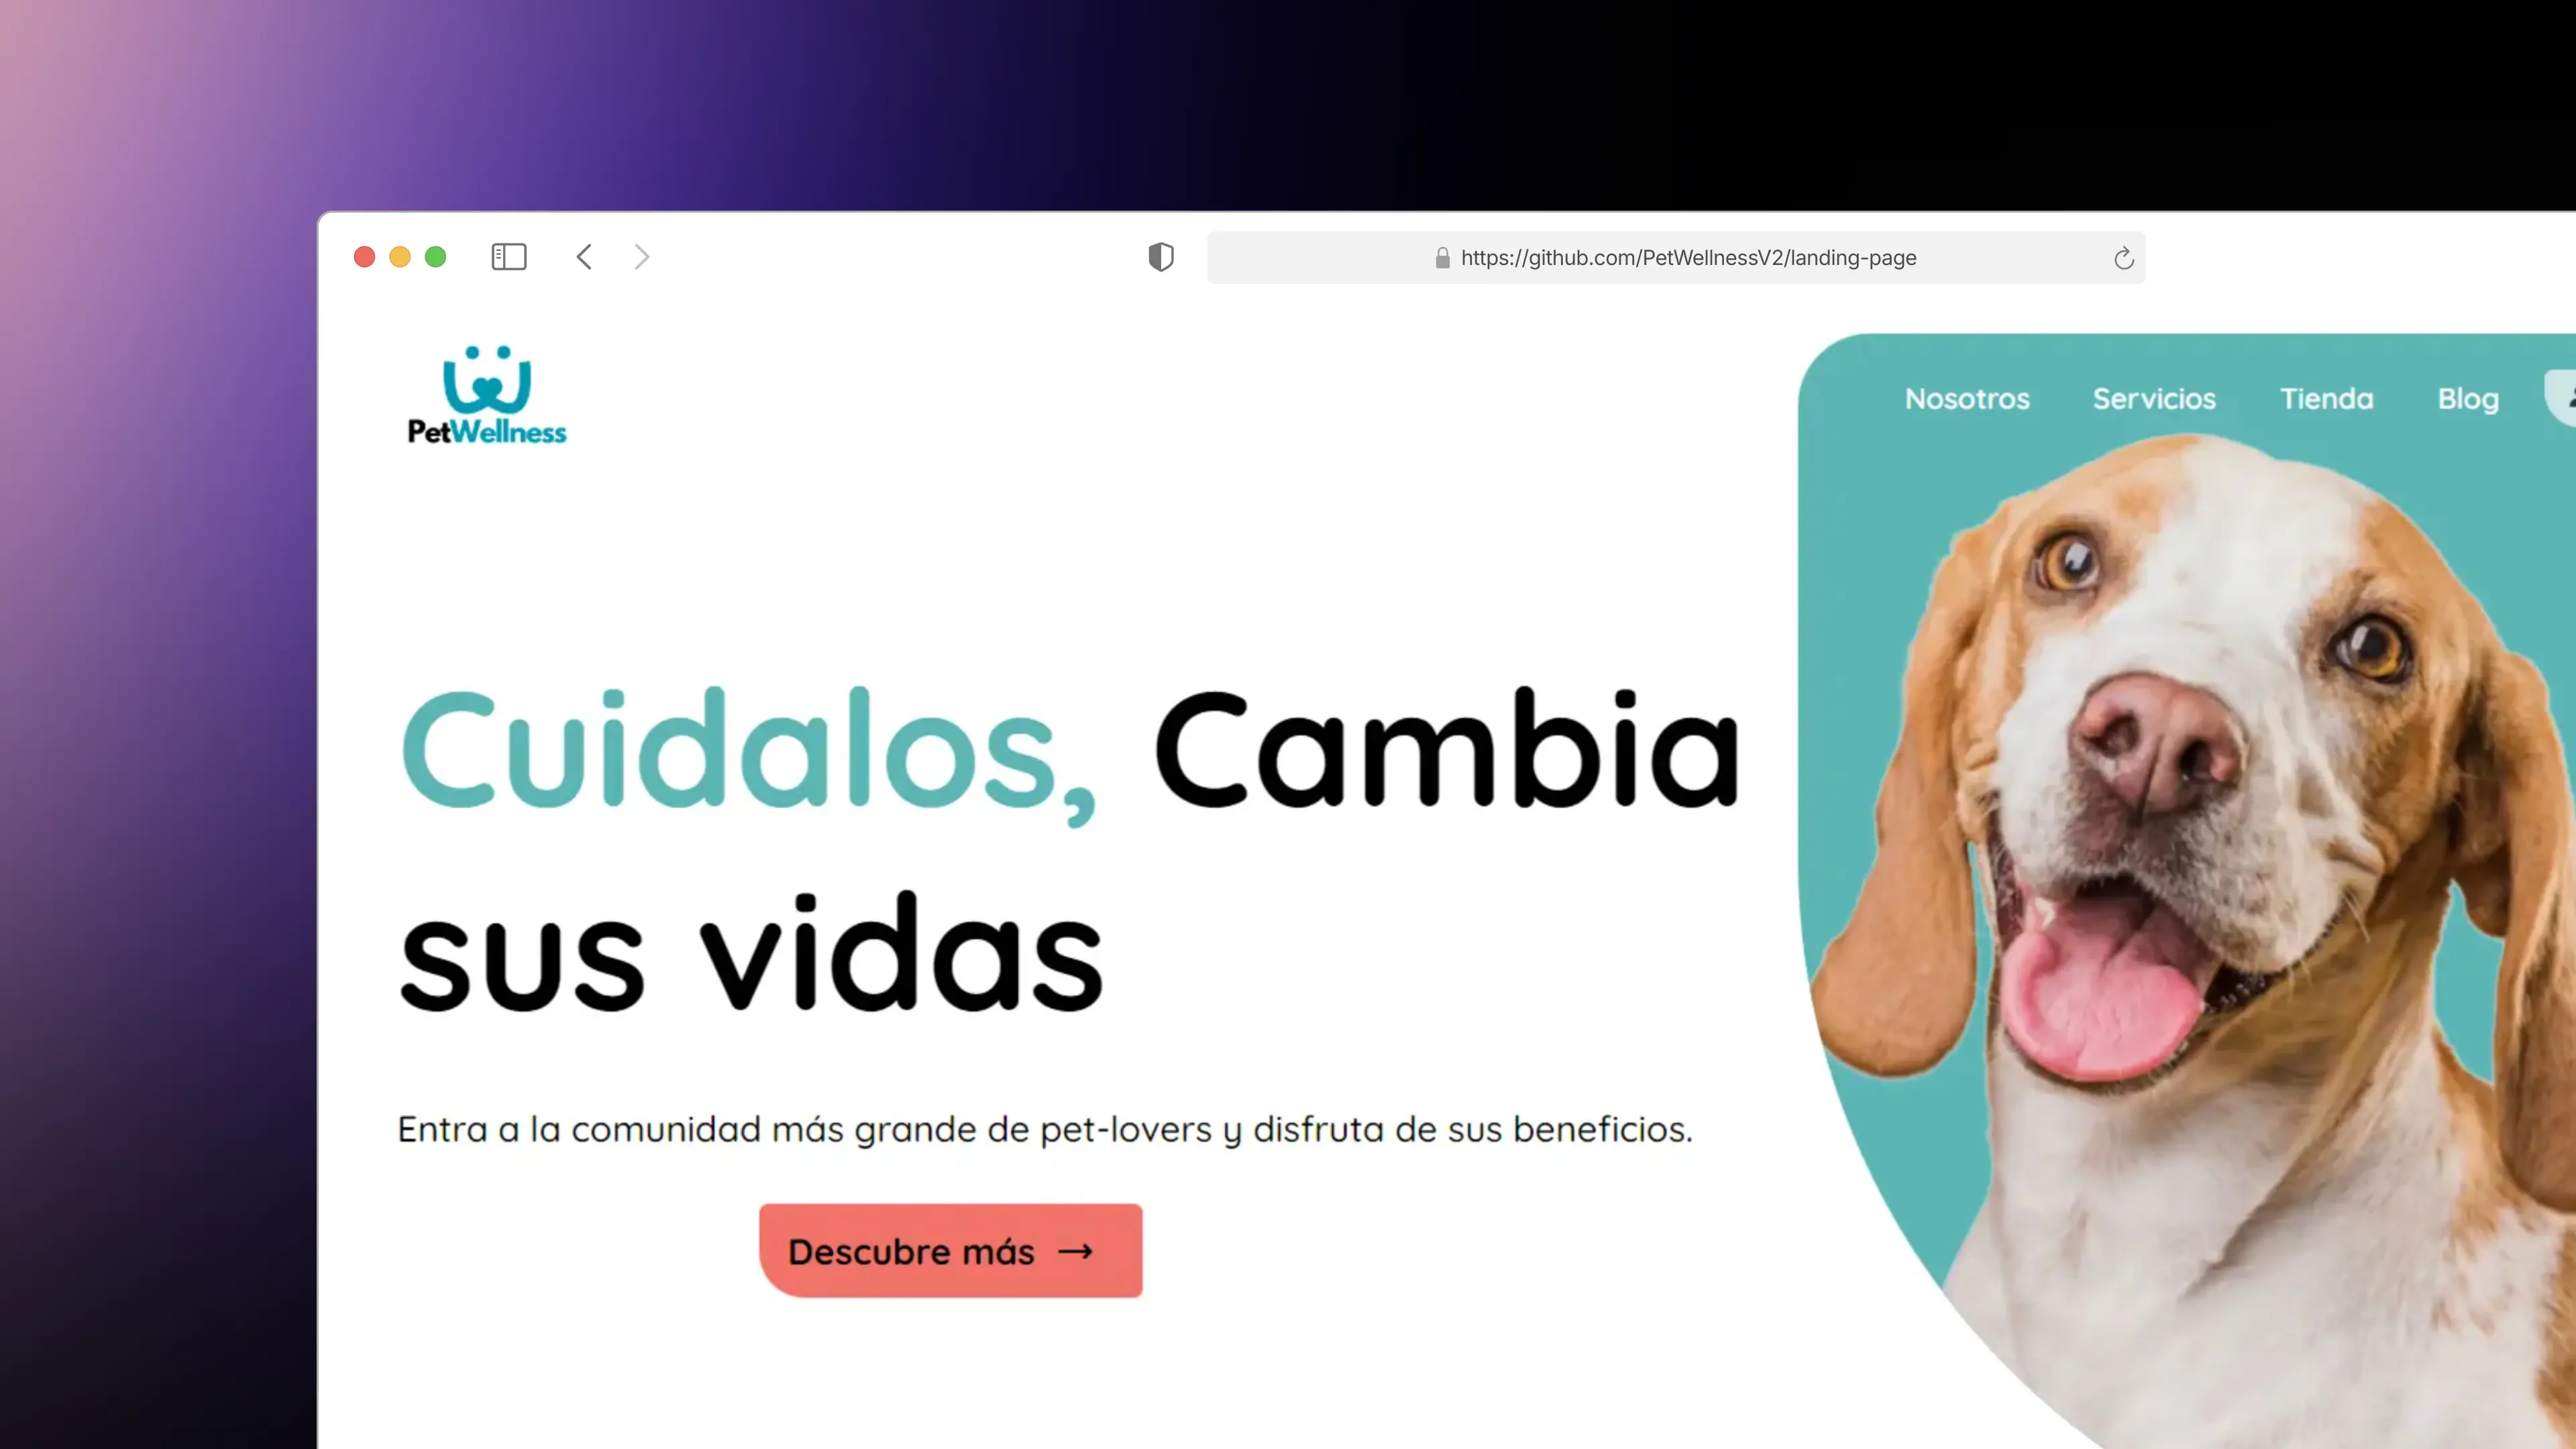 https://github.com/PetWellnessV2/landing-page
PetWellness
Nosotros Servicios Tienda Blog
Cuidalos, Cambia
sus vidas
Entra a la comunidad más grande de pet-lovers y disfruta de sus beneficios.
Descubre más →